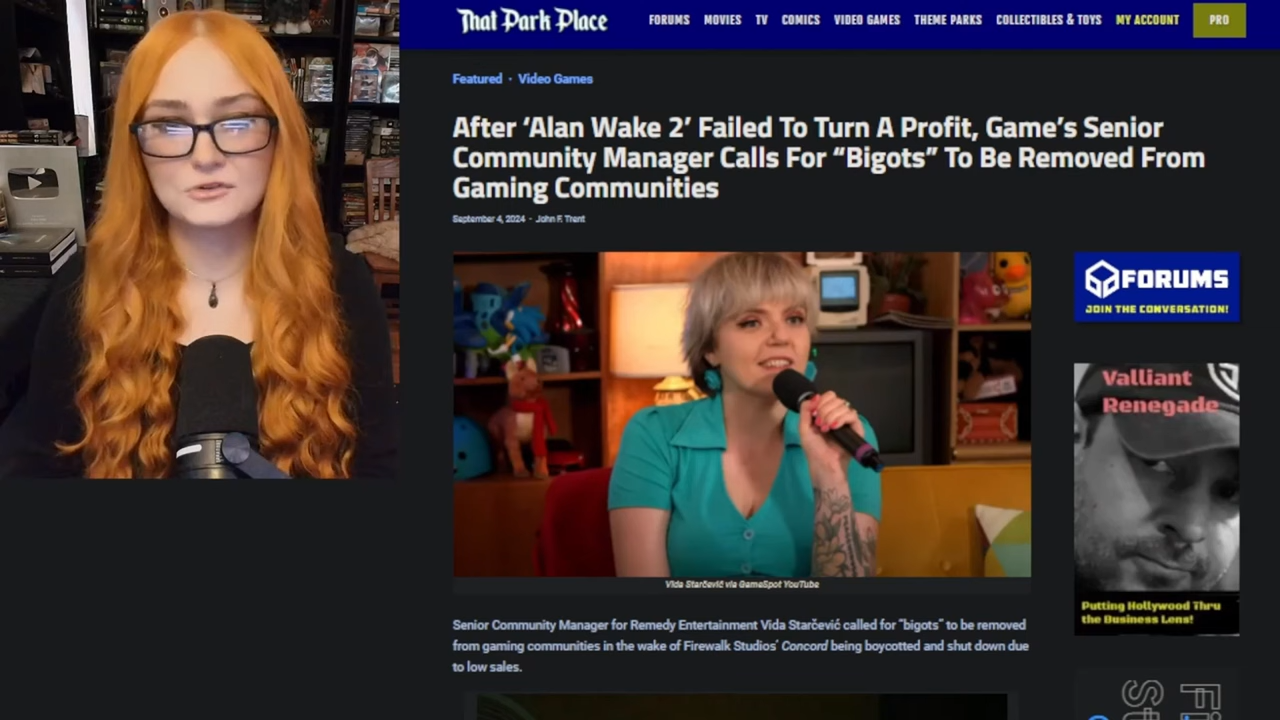 That Park Place
FORUMS MOVIES TV COMICS VIDEO GAMES THEME PARKS COLLECTIBLES & TOYS MY ACCOUNT PRO
Featured · Video Games
After ‘Alan Wake 2’ Failed To Turn A Profit, Game’s Senior
Community Manager Calls For “Bigots” To Be Removed From
Gaming Communities
September 4, 2024 · John F. Trent
FORUMS
JOIN THE CONVERSATION!
Valliant
Renegade
Putting Hollywood Thru
the Business Lens!
Vida Starčević via GameSpot YouTube
Senior Community Manager for Remedy Entertainment Vida Starčević called for “bigots” to be removed
from gaming communities in the wake of Firewalk Studios’ Concord being boycotted and shut down due
to low sales.